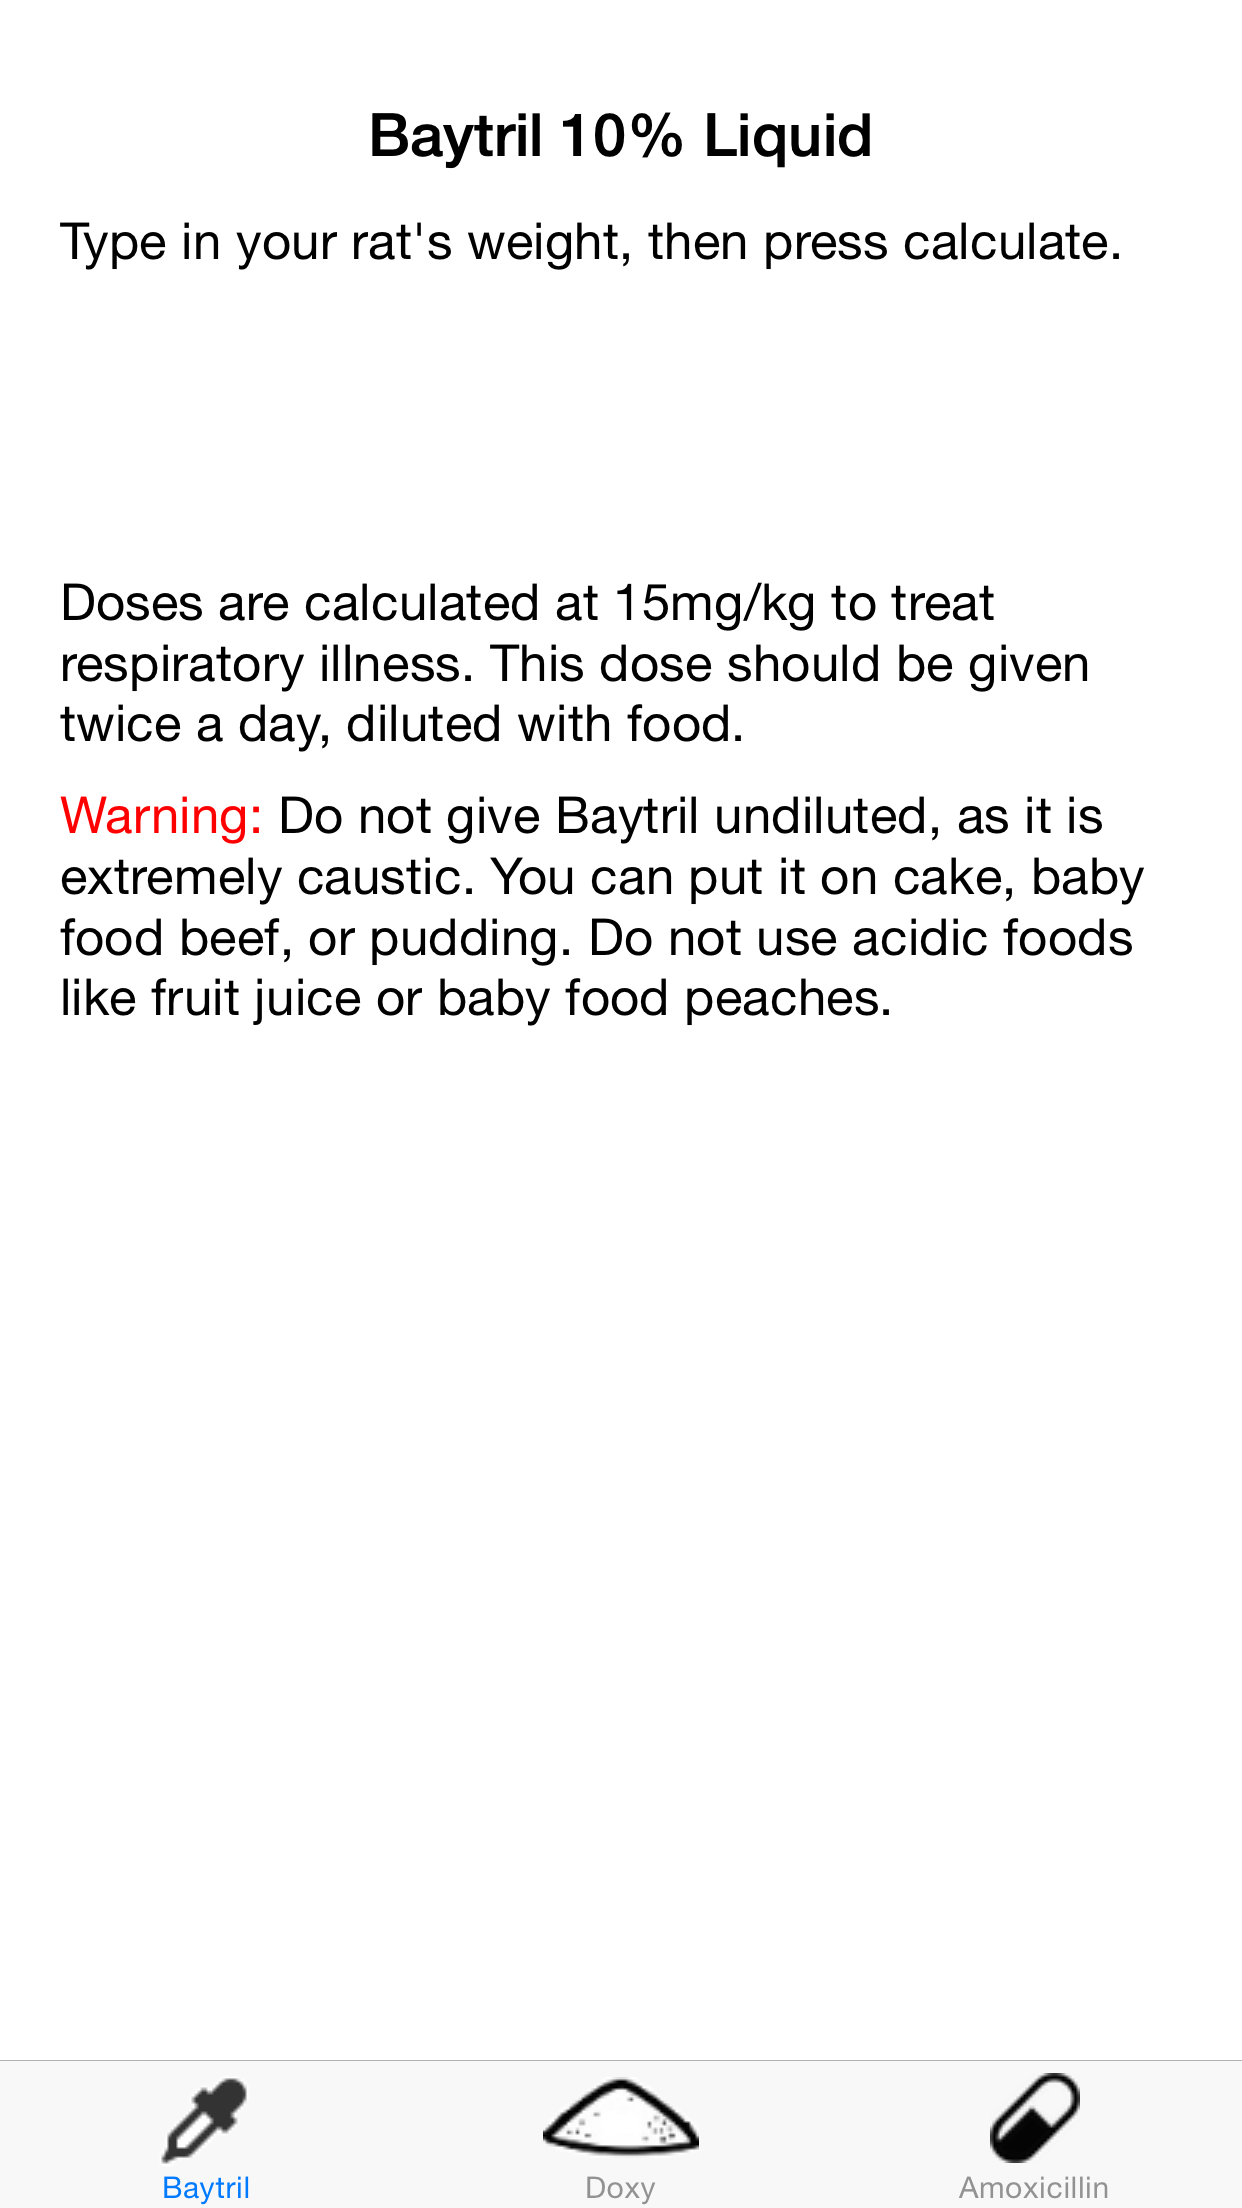 Baytril 10% Liquid
Type in your rat's weight, then press calculate.
Doses are calculated at 15mg/kg to treat
respiratory illness. This dose should be given
twice a day, diluted with food.
Warning: Do not give Baytril undiluted, as it is
extremely caustic. You can put it on cake, baby
food beef, or pudding. Do not use acidic foods
like fruit juice or baby food peaches.
Baytril
Doxy
Amoxicillin